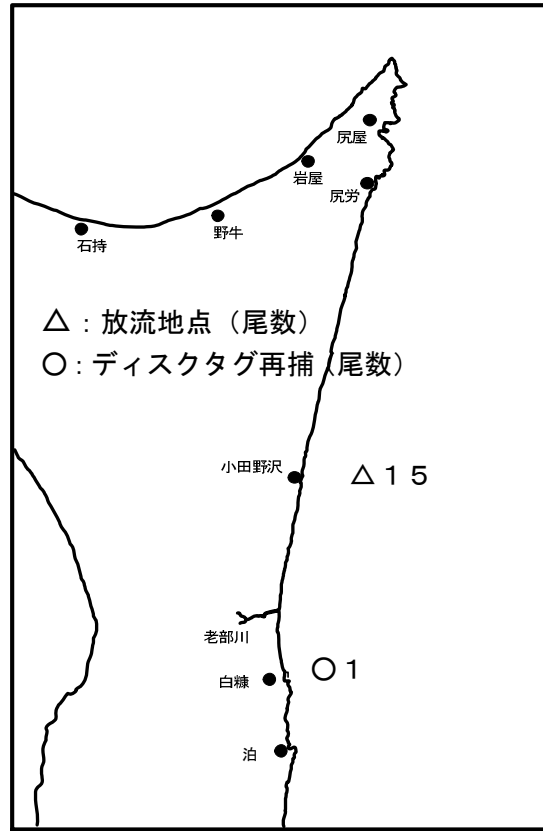 尻屋
岩屋
尻労
野牛
石持
△：放流地点（尾数）
○：ディスクタグ再捕（尾数）
小田野沢
△１５
老部川
○１
白糠
泊